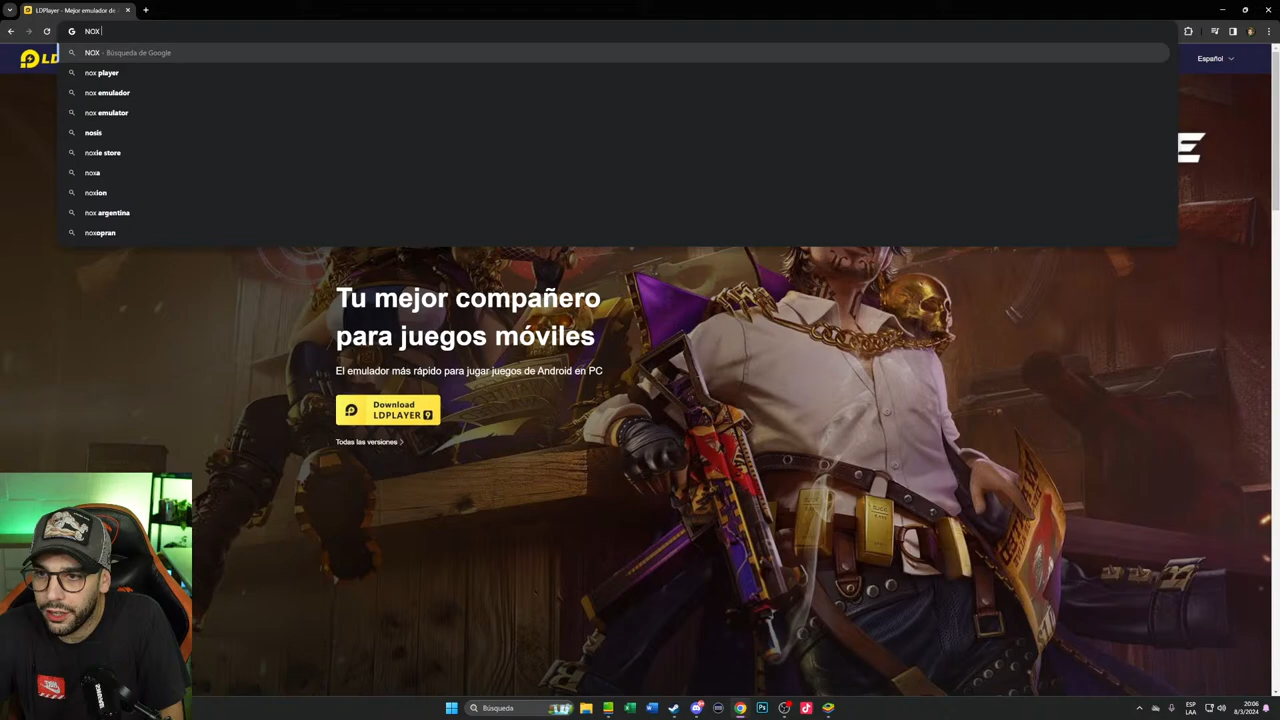 LDPlayer - Mejor emulador de
NOX
NOX - Búsqueda de Google
nox player
nox emulador
nox emulator
nosis
noxie store
noxa
noxion
nox argentina
noxopran
LD
Español
E
Tu mejor compañero
para juegos móviles
El emulador más rápido para jugar juegos de Android en PC
Download
LDPLAYER 9
Todas las versiones
Búsqueda
ESP
LAA
20:06
8/3/2024